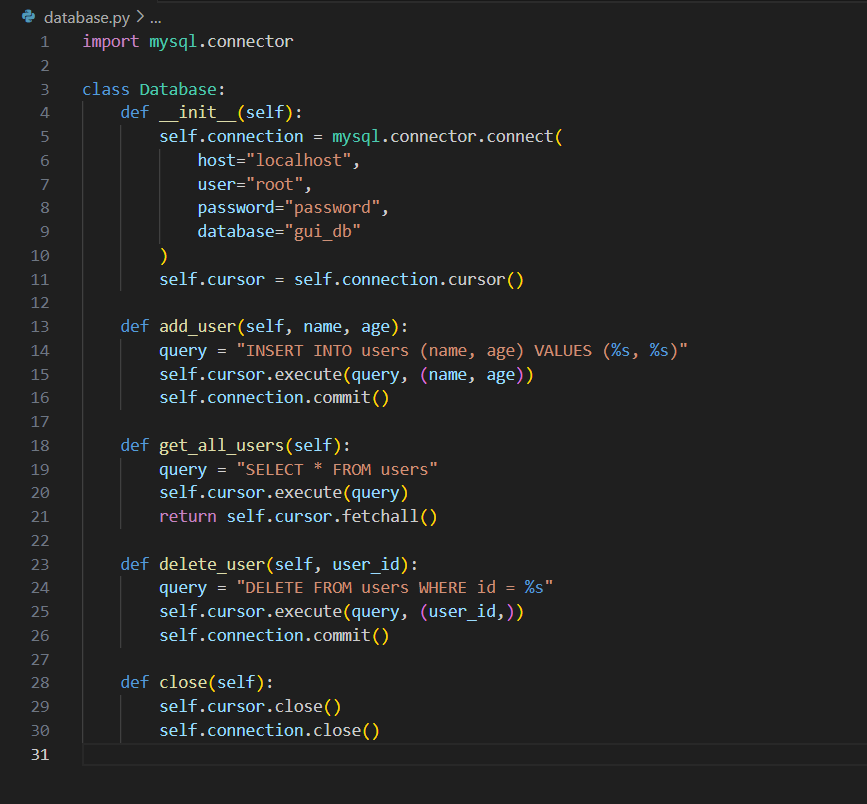 database.py > ...
1 import mysql.connector
2
3 class Database:
4     def __init__(self):
5         self.connection = mysql.connector.connect(
6             host="localhost",
7             user="root",
8             password="password",
9             database="gui_db"
10         )
11         self.cursor = self.connection.cursor()
12
13     def add_user(self, name, age):
14         query = "INSERT INTO users (name, age) VALUES (%s, %s)"
15         self.cursor.execute(query, (name, age))
16         self.connection.commit()
17
18     def get_all_users(self):
19         query = "SELECT * FROM users"
20         self.cursor.execute(query)
21         return self.cursor.fetchall()
22
23     def delete_user(self, user_id):
24         query = "DELETE FROM users WHERE id = %s"
25         self.cursor.execute(query, (user_id,))
26         self.connection.commit()
27
28     def close(self):
29         self.cursor.close()
30         self.connection.close()
31